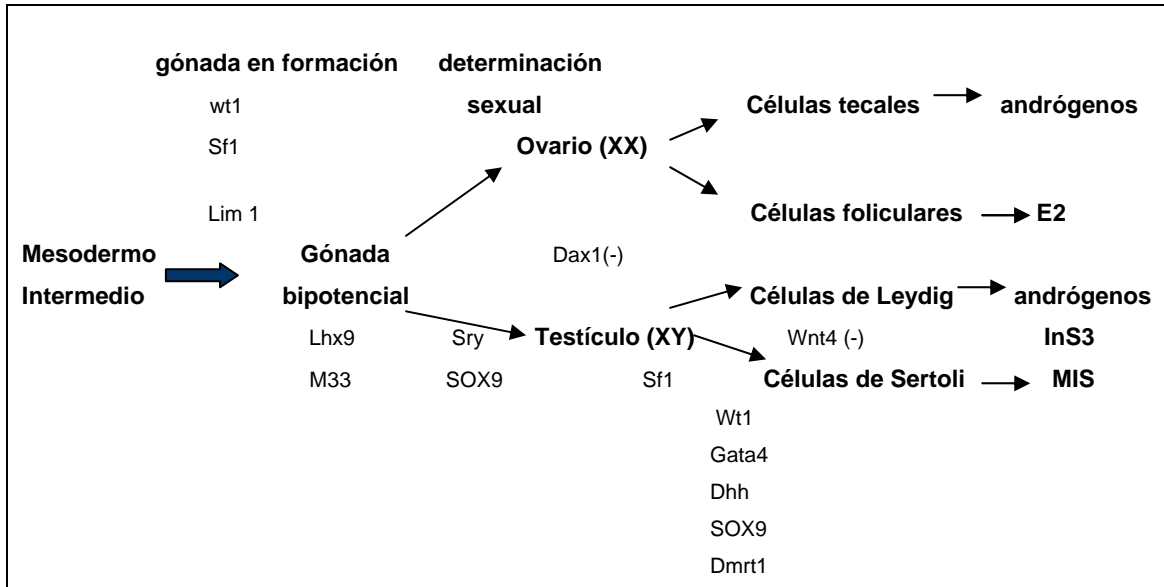 gónada en formación determinación
wt1 sexual Células tecales andrógenos
Sf1 Ovario (XX)
Lim 1 Células foliculares E2
Mesodermo Gónada Dax1(-)
Intermedio bipotencial Células de Leydig andrógenos
Lhx9 Sry Testículo (XY) Wnt4 (-) InS3
M33 SOX9 Sf1 Células de Sertoli MIS
Wt1
Gata4
Dhh
SOX9
Dmrt1